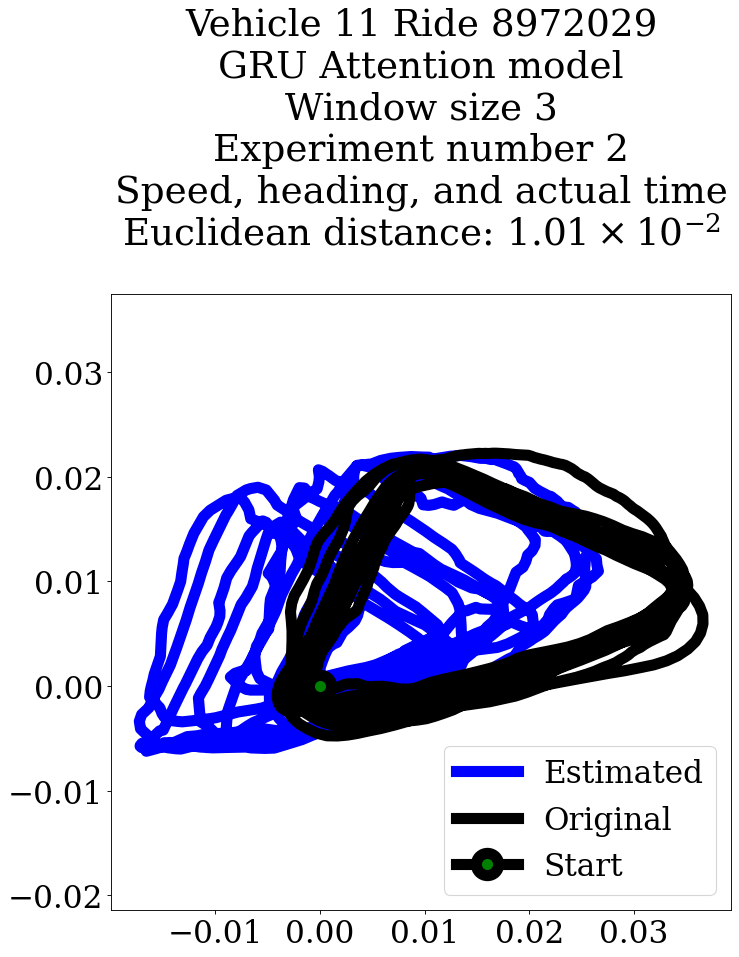 Vehicle 11 Ride 8972029
GRU Attention model
Window size 3
Experiment number 2
Speed, heading, and actual time
Euclidean distance: 1.01 × 10⁻²
0.03
0.02
0.01
0.00
−0.01
−0.02
Estimated
Original
Start
−0.01 0.00 0.01 0.02 0.03